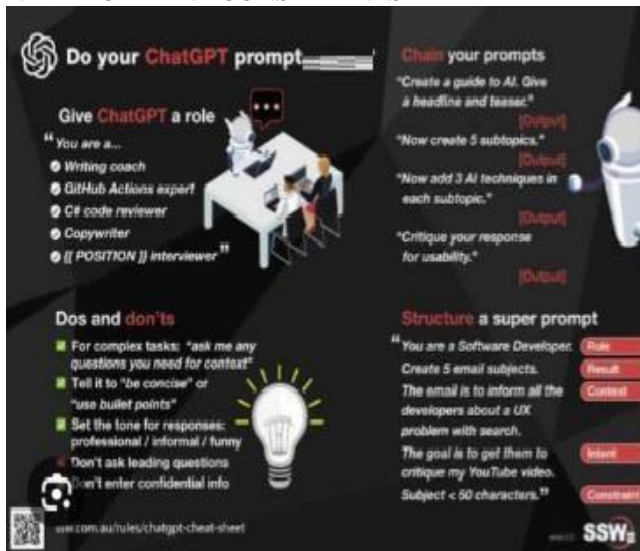 Do your ChatGPT prompt
Give ChatGPT a role
“You are a...
Writing coach
GitHub Actions expert
C# code reviewer
Copywriter
{{ POSITION }} interviewer”
Dos and don'ts
For complex tasks: "ask me any
questions you need for context"
Tell it to "be concise" or
"use bullet points"
Set the tone for responses:
professional / informal / funny
Don't ask leading questions
Don't enter confidential info
ssw.com.au/rules/chatgpt-cheat-sheet
Chain your prompts
"Create a guide to AI. Give
a headline and teaser."
[Output]
"Now create 5 subtopics."
[Output]
"Now add 3 AI techniques in
each subtopic."
[Output]
"Critique your response
for usability."
[Output]
Structure a super prompt
“You are a Software Developer. Role
Create 5 email subjects. Result
The email is to inform all the Context
developers about a UX
problem with search.
The goal is to get them to Intent
critique my YouTube video.
Subject < 50 characters.” Constraint
SSW